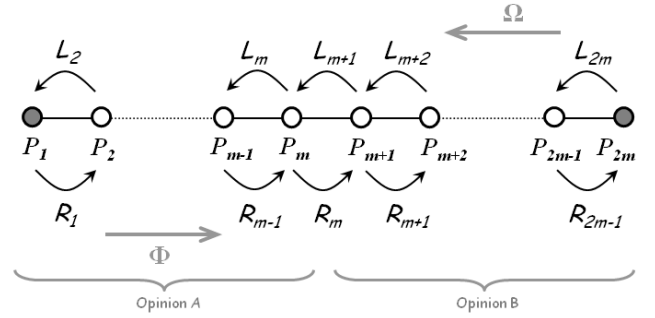 Ω
L₂ Lₘ Lₘ₊₁ Lₘ₊₂ L₂ₘ
P₁ P₂ Pₘ₋₁ Pₘ Pₘ₊₁ Pₘ₊₂ P₂ₘ₋₁ P₂ₘ
R₁ Rₘ₋₁ Rₘ Rₘ₊₁ R₂ₘ₋₁
Φ
Opinion A Opinion B